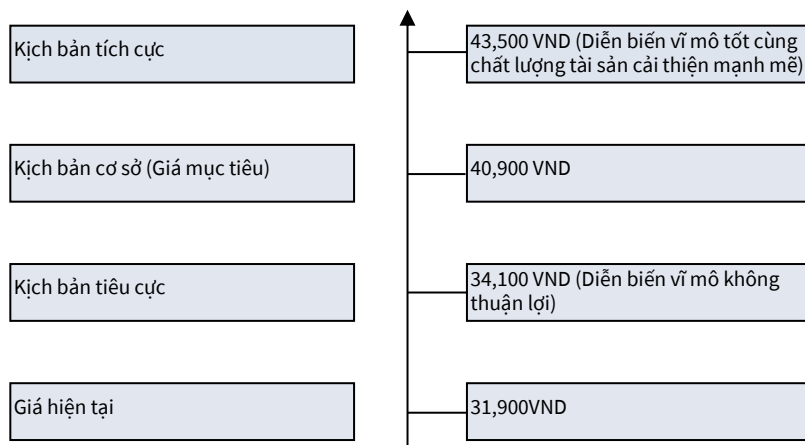 Kịch bản tích cực
43,500 VND (Diễn biến vĩ mô tốt cùng
chất lượng tài sản cải thiện mạnh mẽ)
Kịch bản cơ sở (Giá mục tiêu)
40,900 VND
Kịch bản tiêu cực
34,100 VND (Diễn biến vĩ mô không
thuận lợi)
Giá hiện tại
31,900VND